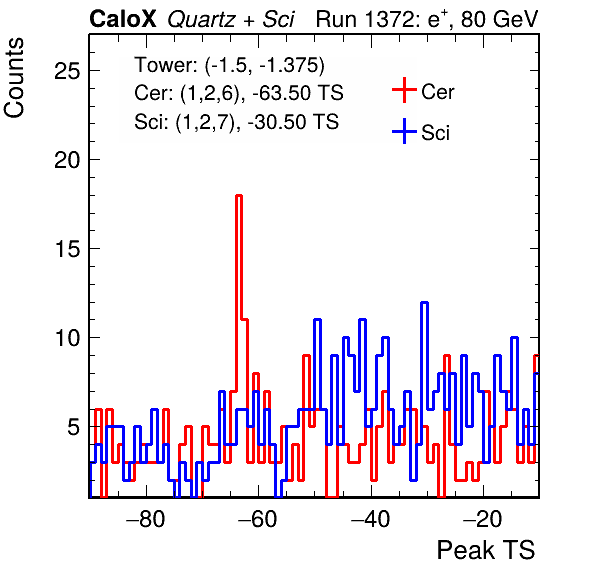 CaloX Quartz + Sci Run 1372: e+, 80 GeV
Counts
Tower: (-1.5, -1.375)
Cer: (1,2,6), -63.50 TS
Sci: (1,2,7), -30.50 TS
Cer
Sci
25
20
15
10
5
−80 −60 −40 −20
Peak TS